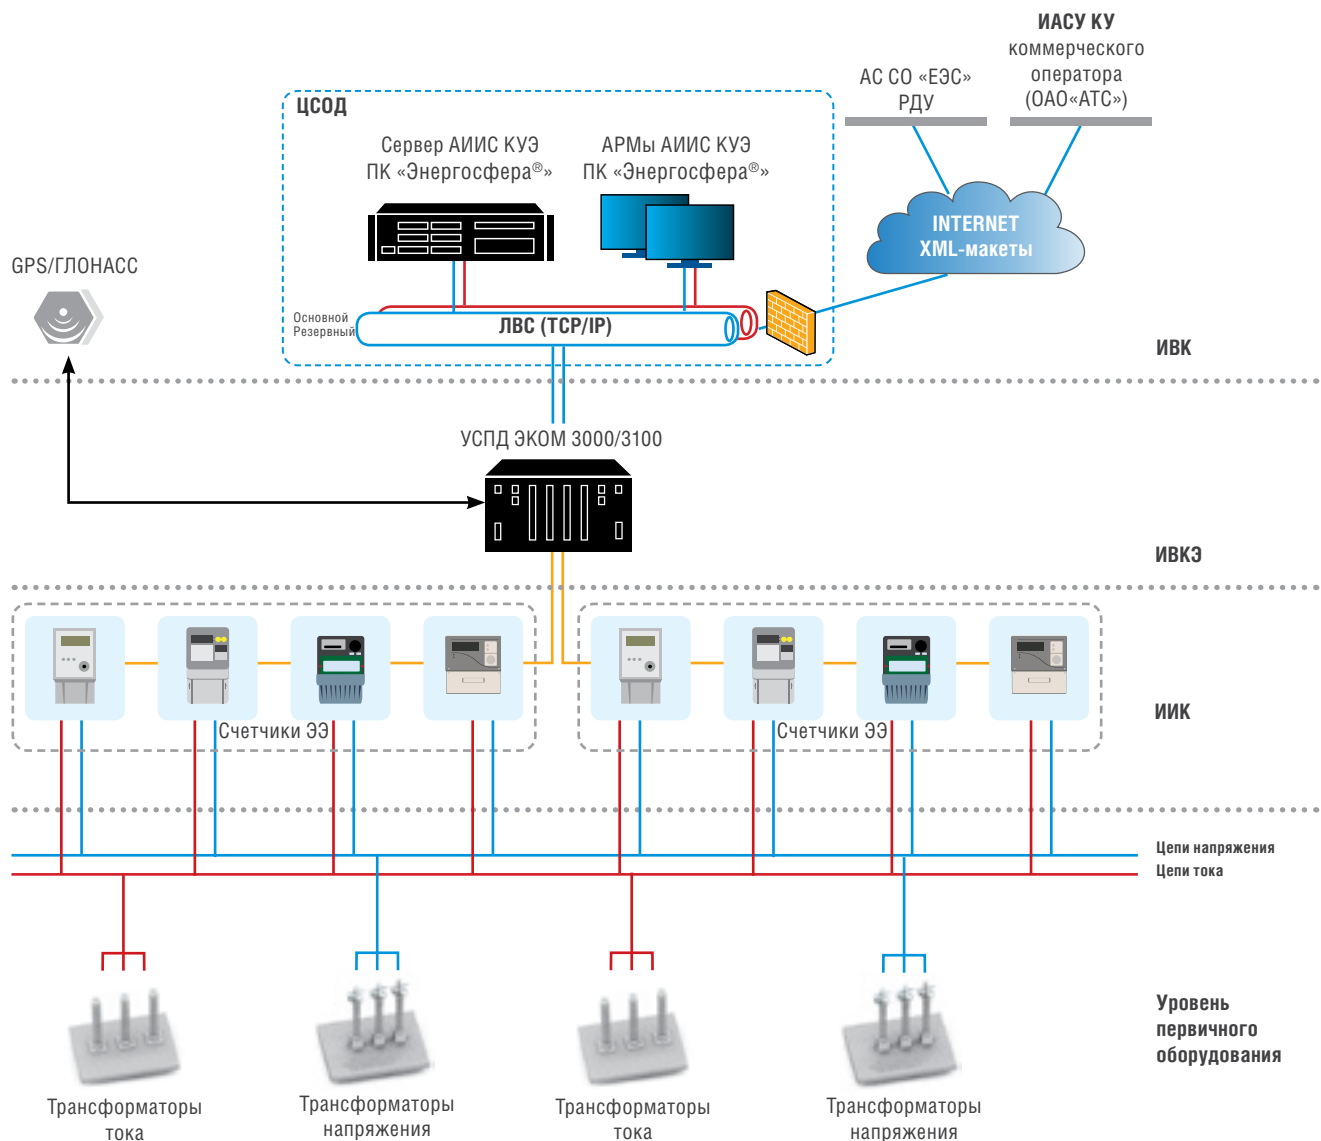 ИАСУ КУ
коммерческого
оператора
(ОАО«АТС»)
АС СО «ЕЭС»
РДУ
ЦСОД
Сервер АИИС КУЭ
ПК «Энергосфера®»
АРМы АИИС КУЭ
ПК «Энергосфера®»
INTERNET
XML-макеты
GPS/ГЛОНАСС
Основной
Резервный
ЛВС (TCP/IP)
ИВК
УСПД ЭКОМ 3000/3100
ИВКЭ
Счетчики ЭЭ
Счетчики ЭЭ
ИИК
Цепи напряжения
Цепи тока
Уровень
первичного
оборудования
Трансформаторы
тока
Трансформаторы
напряжения
Трансформаторы
тока
Трансформаторы
напряжения